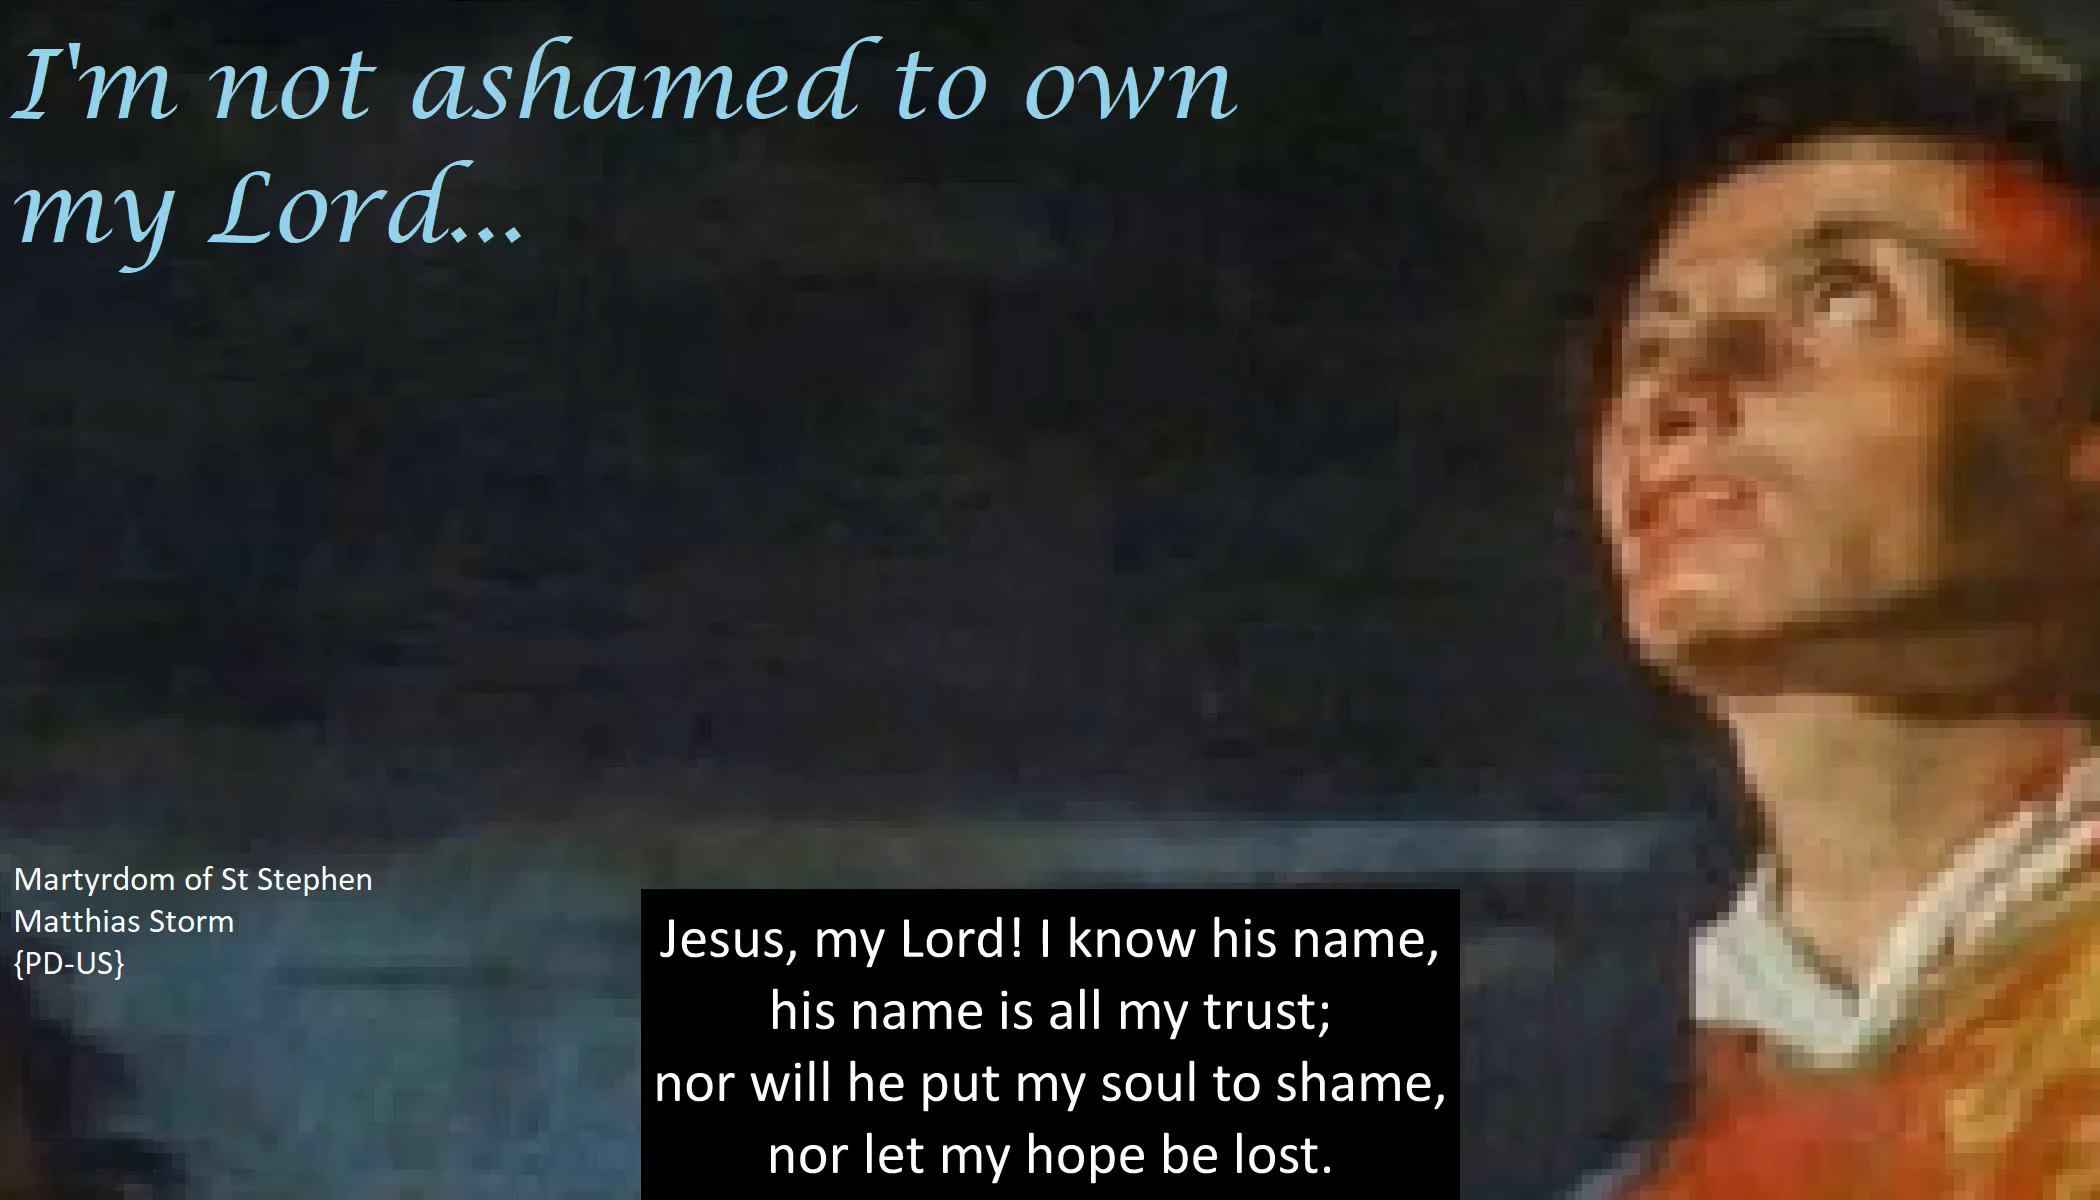 I'm not ashamed to own
my Lord...
Martyrdom of St Stephen
Matthias Storm
{PD-US}
Jesus, my Lord! I know his name,
his name is all my trust;
nor will he put my soul to shame,
nor let my hope be lost.